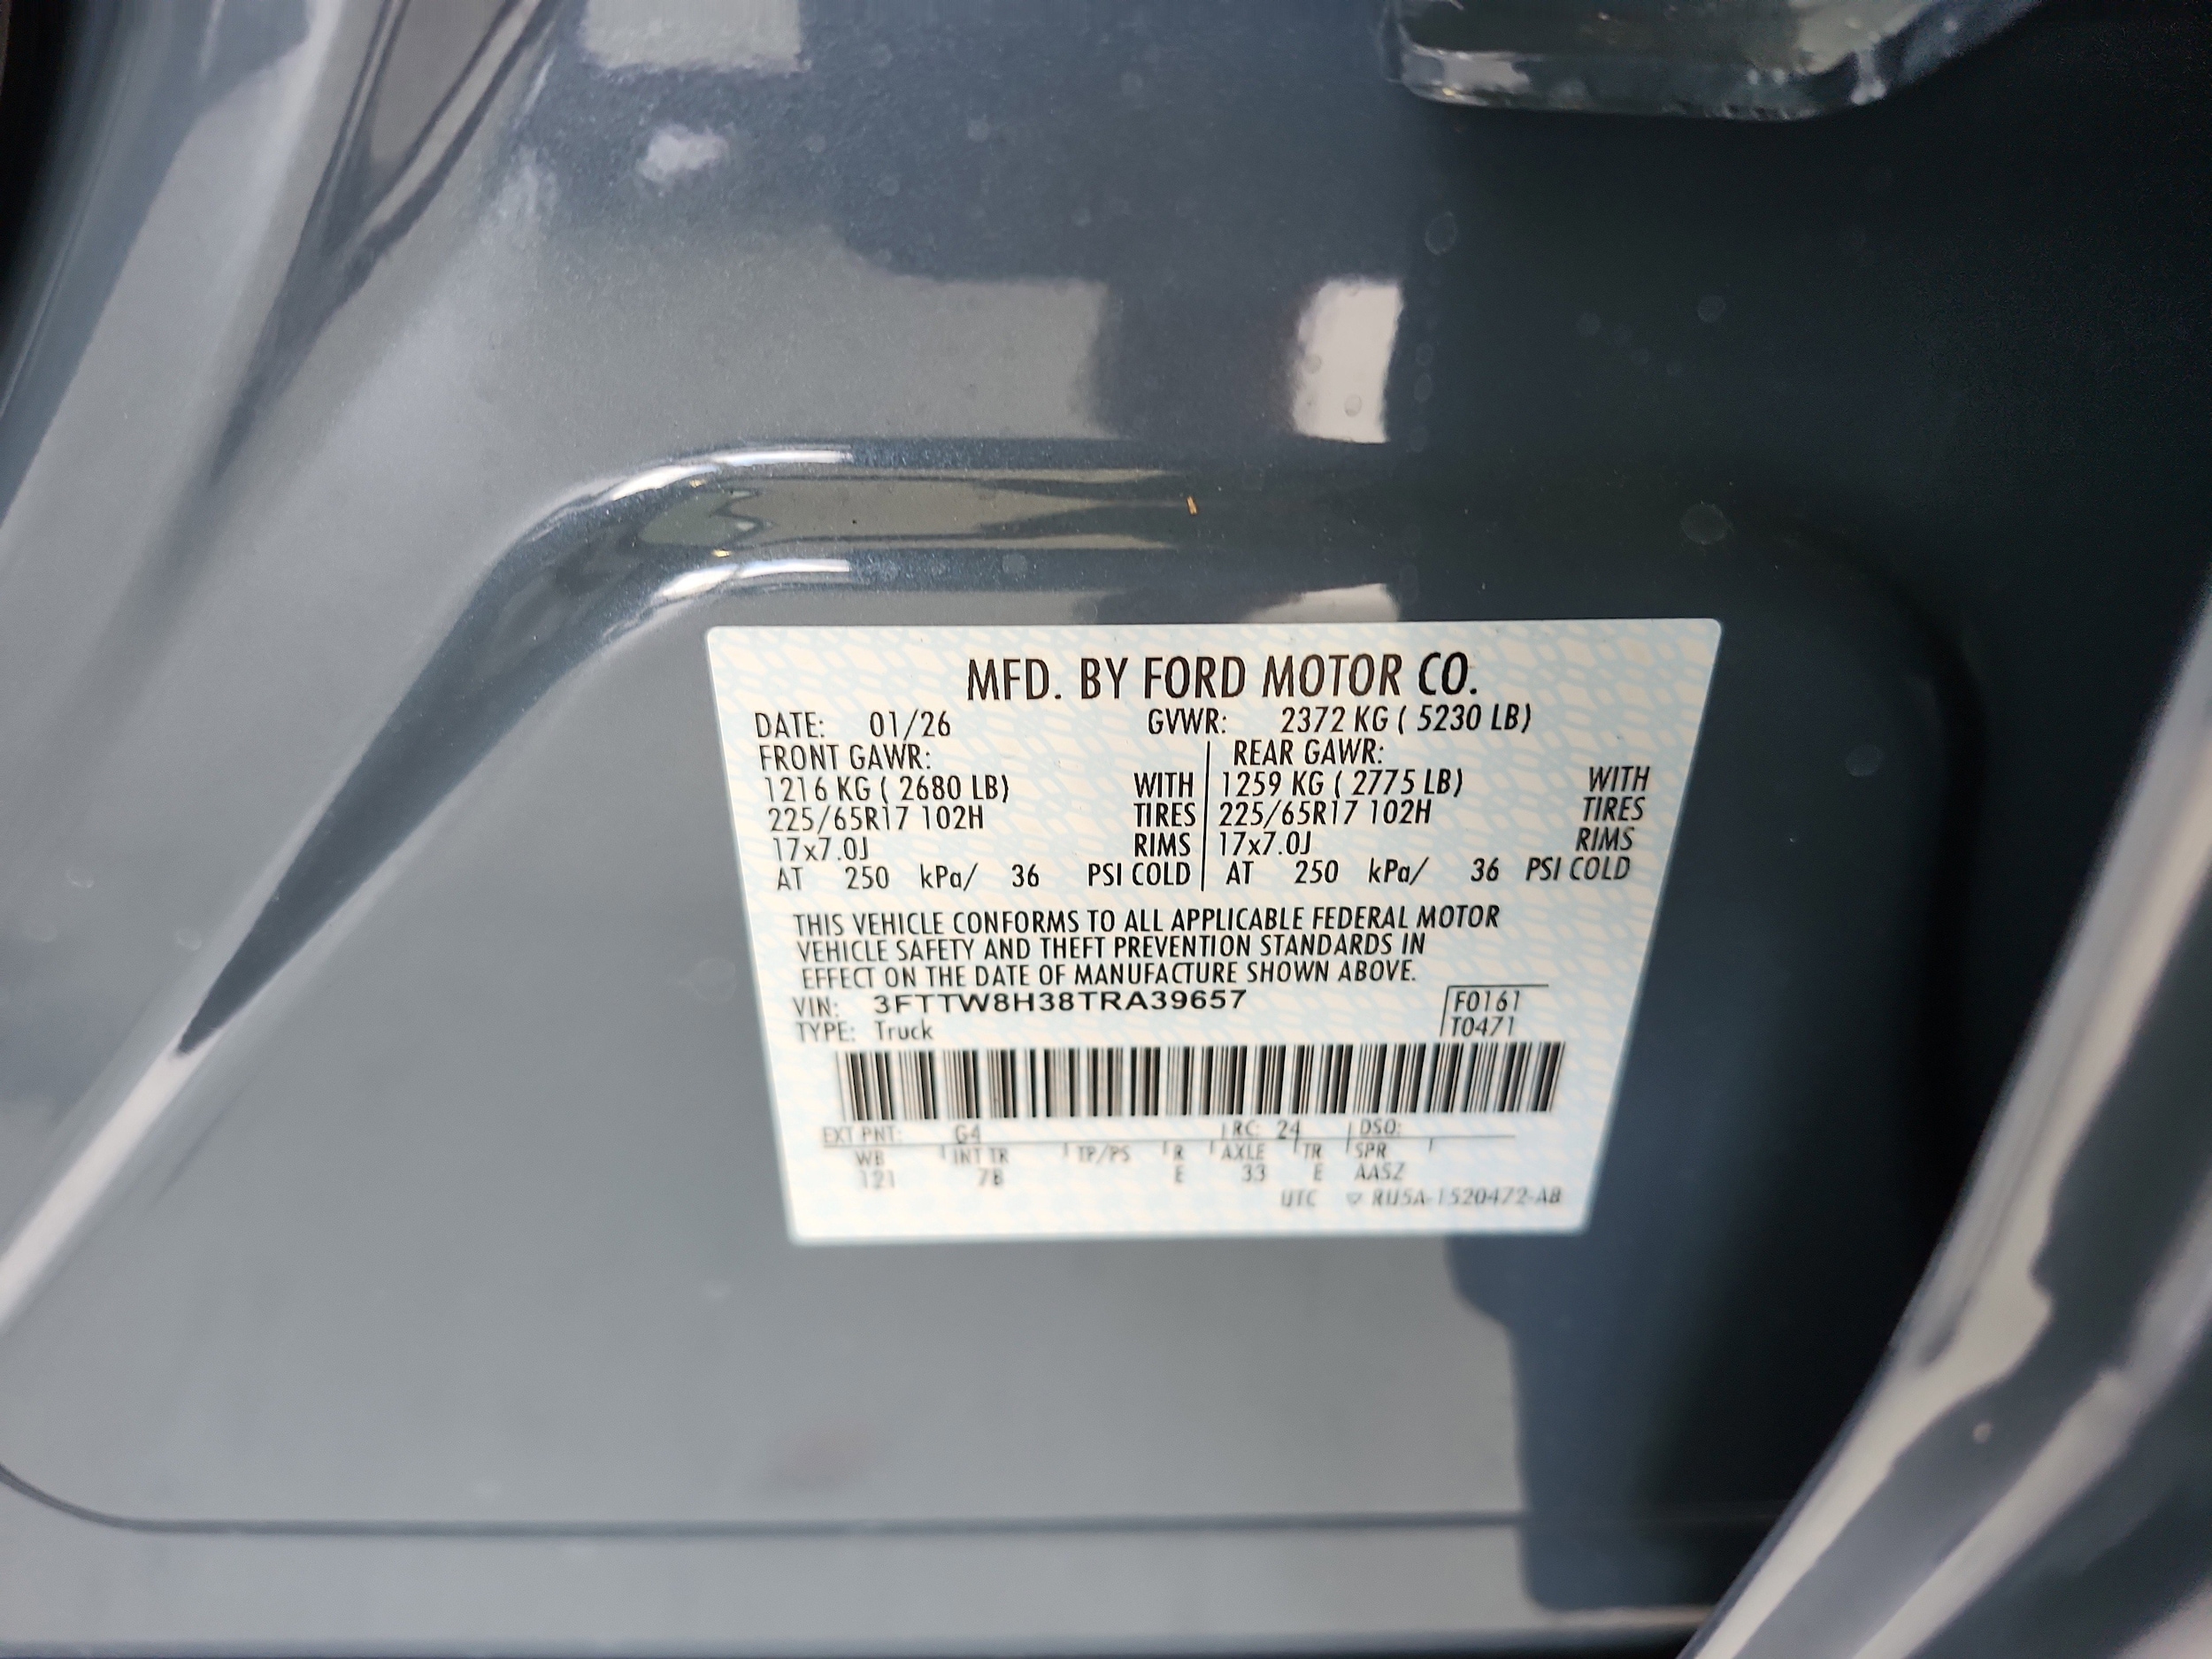 MFD. BY FORD MOTOR CO.
DATE: 01/26 GVWR: 2372 KG ( 5230 LB)
FRONT GAWR: REAR GAWR:
1216 KG ( 2680 LB) WITH 1259 KG ( 2775 LB) WITH
225/65R17 102H TIRES 225/65R17 102H TIRES
17x7.0J RIMS 17x7.0J RIMS
AT 250 kPa/ 36 PSI COLD AT 250 kPa/ 36 PSI COLD
THIS VEHICLE CONFORMS TO ALL APPLICABLE FEDERAL MOTOR
VEHICLE SAFETY AND THEFT PREVENTION STANDARDS IN
EFFECT ON THE DATE OF MANUFACTURE SHOWN ABOVE.
VIN: 3FTTW8H38TRA39657 F0161
TYPE: Truck T0471
EXT PNT: G4 RC: 24 DSO:
WB INT TR TP/PS R AXLE TR SPR
121 7B E 33 E AASZ
UTC ▽ RU5A-1520472-AB